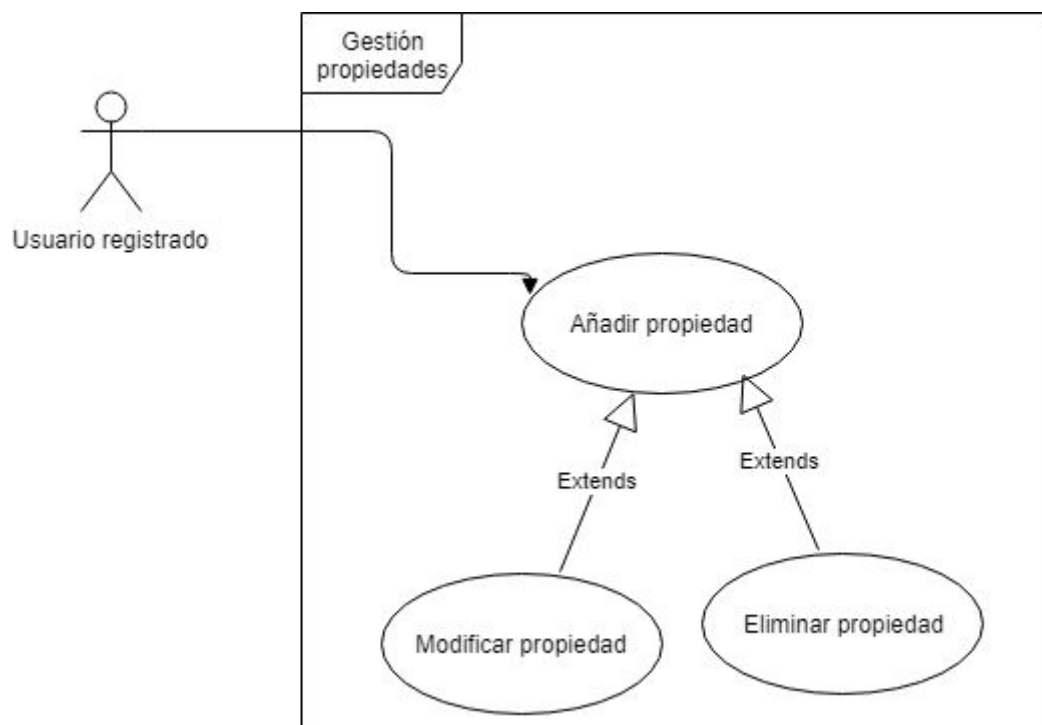 Gestión
propiedades
Usuario registrado
Añadir propiedad
Extends
Extends
Modificar propiedad
Eliminar propiedad